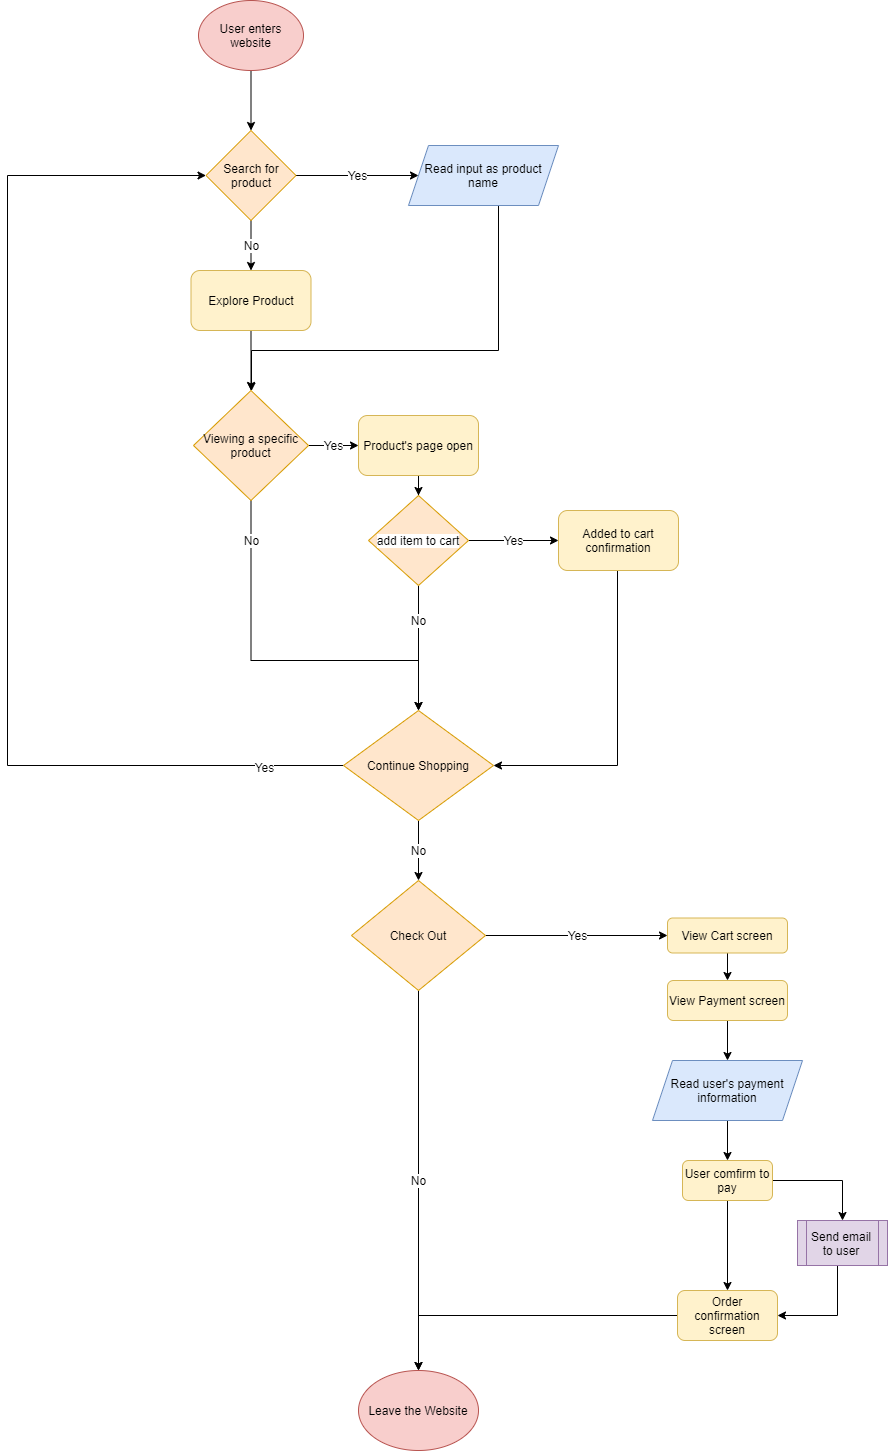 User enters
website
Search for
product
Yes
Read input as product
name
No
Explore Product
Viewing a specific
product
Yes
Product's page open
No
add item to cart
Yes
Added to cart
confirmation
No
Continue Shopping
Yes
No
Check Out
Yes
View Cart screen
View Payment screen
Read user's payment
information
No
User comfirm to
pay
Send email
to user
Order
confirmation
screen
Leave the Website